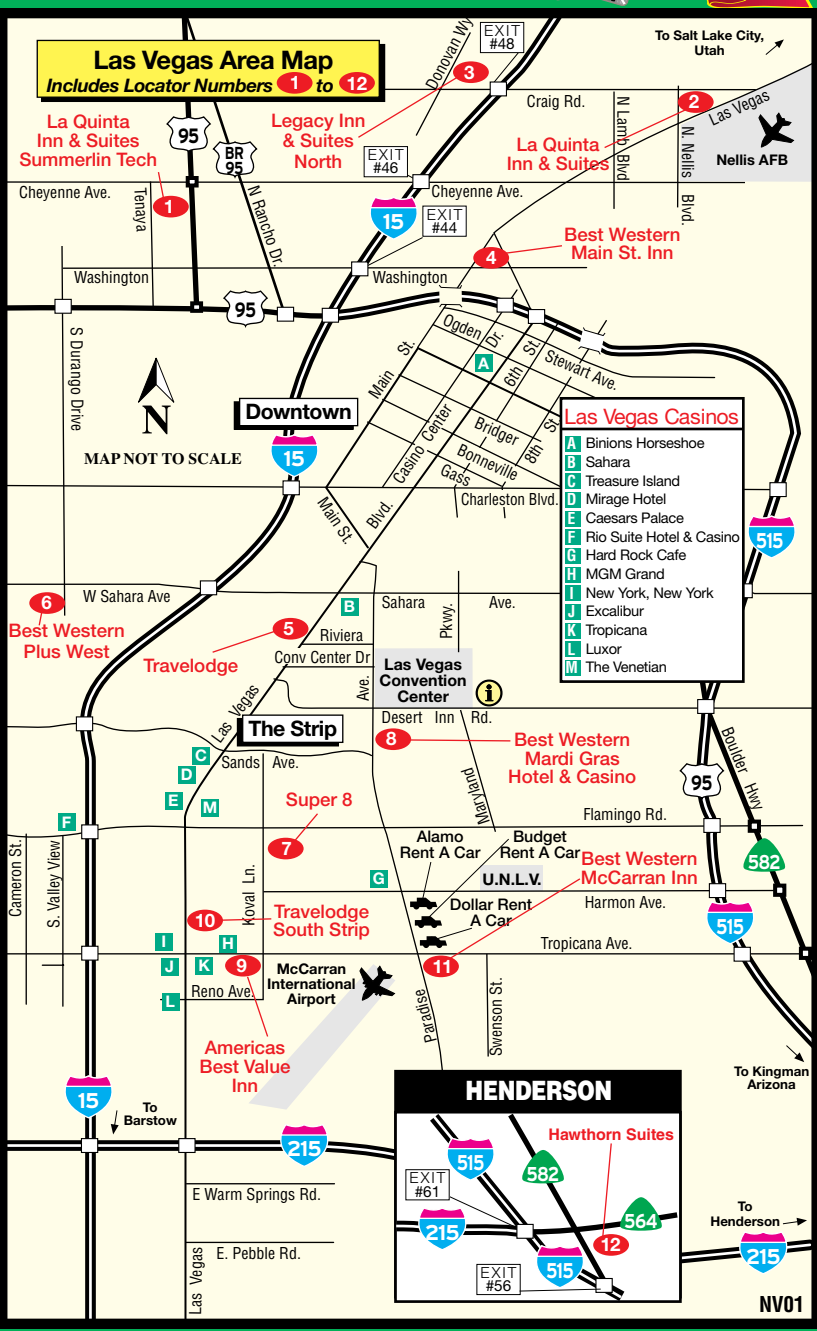 Las Vegas Area Map
Includes Locator Numbers 1 to 12
EXIT
#48
Donovan Wy
To Salt Lake City,
Utah
3
Craig Rd.
2
Las Vegas
N Lamb Blvd
N. Nellis
Blvd.
Nellis AFB
La Quinta
Inn & Suites
Summerlin Tech
95
BR
95
Legacy Inn
& Suites
North
La Quinta
Inn & Suites
EXIT
#46
Cheyenne Ave.
Cheyenne Ave.
Tenaya
1
N Rancho Dr.
15
EXIT
#44
Best Western
Main St. Inn
4
Washington
Washington
95
S Durango Drive
N
MAP NOT TO SCALE
Downtown
15
Ogden
Dr.
St.
Stewart Ave.
Main
St.
A
6th
Casino Center
Bridger
Bonneville
Gass
8th
St.
Main St.
Blvd.
Charleston Blvd.
Las Vegas Casinos
A Binions Horseshoe
B Sahara
C Treasure Island
D Mirage Hotel
E Caesars Palace
F Rio Suite Hotel & Casino
G Hard Rock Cafe
H MGM Grand
I New York, New York
J Excalibur
K Tropicana
L Luxor
M The Venetian
515
W Sahara Ave
6
Best Western
Plus West
B
Sahara
Ave.
Pkwy.
5
Travelodge
Riviera
Conv Center Dr
Ave.
Las Vegas
Convention
Center
i
Las Vegas
The Strip
Desert Inn Rd.
8
Best Western
Mardi Gras
Hotel & Casino
Boulder Hwy
95
C
Sands Ave.
D
E
M
Super 8
Maryland
Flamingo Rd.
F
7
Alamo
Rent A Car
Budget
Rent A Car
Best Western
McCarran Inn
582
Cameron St.
S. Valley View
Koval Ln.
G
U.N.L.V.
Harmon Ave.
Dollar Rent
A Car
515
10
Travelodge
South Strip
I
H
Tropicana Ave.
J
K
9
11
McCarran
International
Airport
L
Reno Ave.
Paradise
Swenson St.
Americas
Best Value
Inn
To Kingman
Arizona
15
To
Barstow
215
HENDERSON
Hawthorn Suites
515
582
EXIT
#61
564
215
12
515
EXIT
#56
E Warm Springs Rd.
E. Pebble Rd.
Las Vegas
To
Henderson
215
NV01